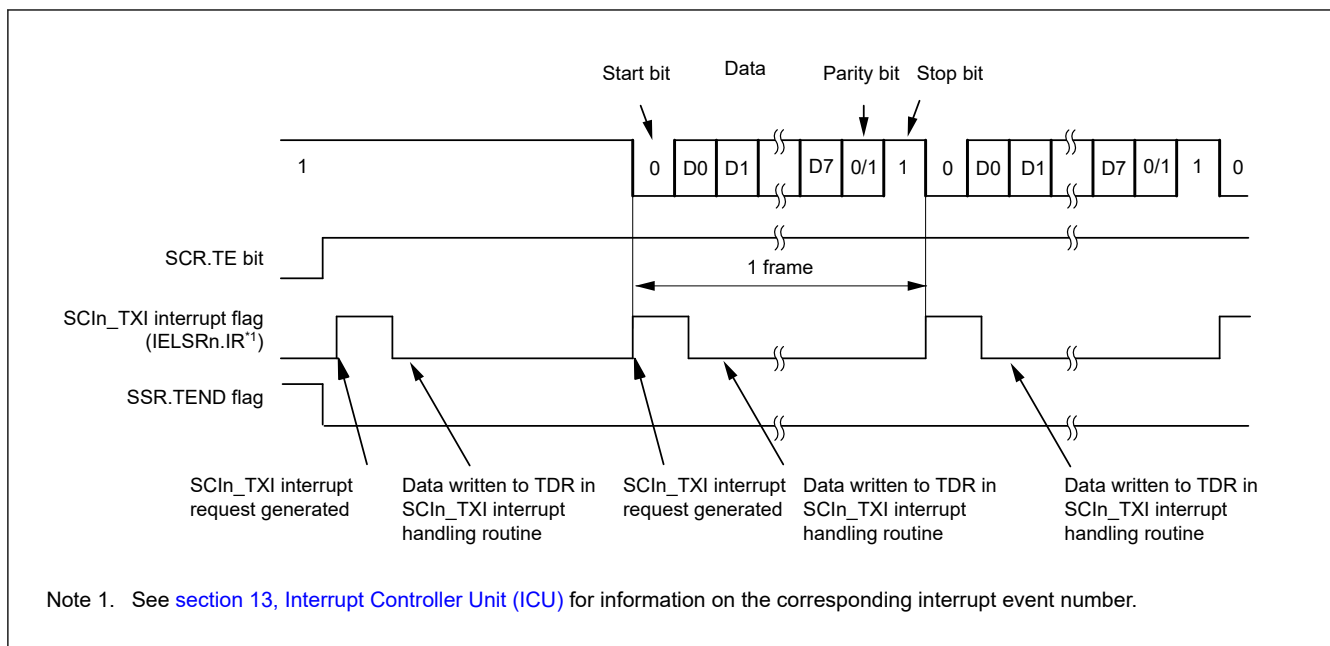 Start bit Data Parity bit Stop bit
1 0 D0 D1 D7 0/1 1 0 D0 D1 D7 0/1 1 0
SCR.TE bit
1 frame
SCIn_TXI interrupt flag
(IELSRn.IR*1)
SSR.TEND flag
SCIn_TXI interrupt
request generated
Data written to TDR in
SCIn_TXI interrupt
handling routine
SCIn_TXI interrupt
request generated
Data written to TDR in
SCIn_TXI interrupt
handling routine
Data written to TDR in
SCIn_TXI interrupt
handling routine
Note 1. See section 13, Interrupt Controller Unit (ICU) for information on the corresponding interrupt event number.